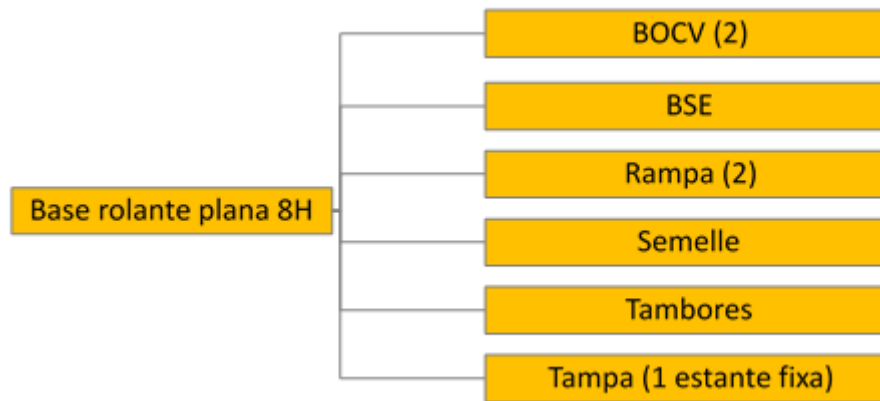 BOCV (2)
BSE
Rampa (2)
Base rolante plana 8H
Semelle
Tambores
Tampa (1 estante fixa)